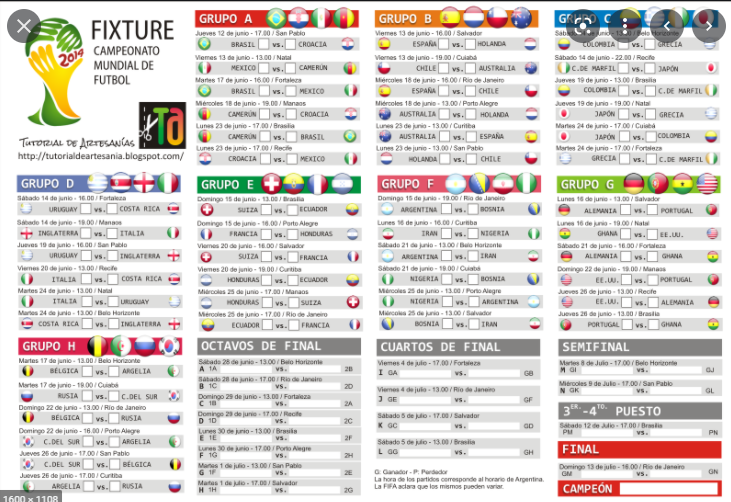 FIXTURE
CAMPEONATO
MUNDIAL DE
FUTBOL
2014
TUTORIAL DE ARTESANÍAS
TA
http://tutorialdeartesania.blogspot.com/
GRUPO A
Jueves 12 de junio - 17.00 / San Pablo
BRASIL vs. CROACIA
Viernes 13 de junio - 13.00 / Natal
MEXICO vs. CAMERÚN
Martes 17 de junio - 16.00 / Fortaleza
BRASIL vs. MEXICO
Miércoles 18 de junio - 19.00 / Manaos
CAMERÚN vs. CROACIA
Lunes 23 de junio - 17.00 / Brasilia
CAMERÚN vs. BRASIL
Lunes 23 de junio - 17.00 / Recife
CROACIA vs. MEXICO
GRUPO B
Viernes 13 de junio - 16.00 / Salvador
ESPAÑA vs. HOLANDA
Viernes 13 de junio - 19.00 / Cuiabá
CHILE vs. AUSTRALIA
Miércoles 18 de junio - 16.00 / Río de Janeiro
ESPAÑA vs. CHILE
Miércoles 18 de junio - 13.00 / Porto Alegre
AUSTRALIA vs. HOLANDA
Lunes 23 de junio - 13.00 / Curitiba
AUSTRALIA vs. ESPAÑA
Lunes 23 de junio - 13.00 / San Pablo
HOLANDA vs. CHILE
GRUPO C
Belo Horizonte
COLOMBIA vs. GRECIA
Sábado 14 de junio - 22.00 / Recife
C.DE MARFIL vs. JAPÓN
Jueves 19 de junio - 13.00 / Brasilia
COLOMBIA vs. C.DE MARFIL
Jueves 19 de junio - 19.00 / Natal
JAPÓN vs. GRECIA
Martes 24 de junio - 17.00 / Cuiabá
JAPÓN vs. COLOMBIA
Martes 24 de junio - 17.00 / Fortaleza
GRECIA vs. C.DE MARFIL
GRUPO D
Sábado 14 de junio - 16.00 / Fortaleza
URUGUAY vs. COSTA RICA
Sábado 14 de junio - 19.00 / Manaos
INGLATERRA vs. ITALIA
Jueves 19 de junio - 16.00 / San Pablo
URUGUAY vs. INGLATERRA
Viernes 20 de junio - 13.00 / Recife
ITALIA vs. COSTA RICA
Martes 24 de junio - 13.00 / Natal
ITALIA vs. URUGUAY
Martes 24 de junio - 13.00 / Belo Horizonte
COSTA RICA vs. INGLATERRA
GRUPO E
Domingo 15 de junio - 13.00 / Brasilia
SUIZA vs. ECUADOR
Domingo 15 de junio - 16.00 / Porto Alegre
FRANCIA vs. HONDURAS
Viernes 20 de junio - 16.00 / Salvador
SUIZA vs. FRANCIA
Viernes 20 de junio - 19.00 / Curitiba
HONDURAS vs. ECUADOR
Miércoles 25 de junio - 17.00 / Manaos
HONDURAS vs. SUIZA
Miércoles 25 de junio - 17.00 / Río de Janeiro
ECUADOR vs. FRANCIA
GRUPO F
Domingo 15 de junio - 19.00 / Río de Janeiro
ARGENTINA vs. BOSNIA
Lunes 16 de junio - 16.00 / Curitiba
IRAN vs. NIGERIA
Sábado 21 de junio - 13.00 / Belo Horizonte
ARGENTINA vs. IRAN
Sábado 21 de junio - 19.00 / Cuiabá
NIGERIA vs. BOSNIA
Miércoles 25 de junio - 13.00 / Porto Alegre
NIGERIA vs. ARGENTINA
Miércoles 25 de junio - 13.00 / Salvador
BOSNIA vs. IRAN
GRUPO G
Lunes 16 de junio - 13.00 / Salvador
ALEMANIA vs. PORTUGAL
Lunes 16 de junio - 19.00 / Natal
GHANA vs. EE.UU.
Sábado 21 de junio - 16.00 / Fortaleza
ALEMANIA vs. GHANA
Domingo 22 de junio - 19.00 / Manaos
EE.UU. vs. PORTUGAL
Jueves 26 de junio - 13.00 / Recife
EE.UU. vs. ALEMANIA
Jueves 26 de junio - 13.00 / Brasilia
PORTUGAL vs. GHANA
GRUPO H
Martes 17 de junio - 13.00 / Belo Horizonte
BÉLGICA vs. ARGELIA
Martes 17 de junio - 19.00 / Cuiabá
RUSIA vs. C.DEL SUR
Domingo 22 de junio - 13.00 / Río de Janeiro
BÉLGICA vs. RUSIA
Domingo 22 de junio - 16.00 / Porto Alegre
C.DEL SUR vs. ARGELIA
Jueves 26 de junio - 17.00 / San Pablo
C.DEL SUR vs. BÉLGICA
Jueves 26 de junio - 17.00 / Curitiba
ARGELIA vs. RUSIA
OCTAVOS DE FINAL
Sábado 28 de junio - 13.00 / Belo Horizonte
A 1A vs. 2B
Sábado 28 de junio - 17.00 / Río de Janeiro
B 1C vs. 2D
Domingo 29 de junio - 13.00 / Fortaleza
C 1B vs. 2A
Domingo 29 de junio - 17.00 / Recife
D 1D vs. 2C
Lunes 30 de junio - 13.00 / Brasilia
E 1E vs. 2F
Lunes 30 de junio - 17.00 / Porto Alegre
F 1G vs. 2H
Martes 1 de julio - 13.00 / San Pablo
G 1F vs. 2E
Martes 1 de julio - 17.00 / Salvador
H 1H vs. 2G
CUARTOS DE FINAL
Viernes 4 de julio - 17.00 / Fortaleza
I GA vs. GB
Viernes 4 de julio - 13.00 / Río de Janeiro
J GE vs. GF
Sábado 5 de julio - 17.00 / Salvador
K GC vs. GD
Sábado 5 de julio - 13.00 / Brasilia
L GG vs. GH
G: Ganador - P: Perdedor
La hora de los partidos corresponde al horario de Argentina.
La FIFA aclara que los mismos pueden variar.
SEMIFINAL
Martes 8 de Julio - 17.00 / Belo Horizonte
M GI vs. GJ
Miércoles 9 de Julio - 17.00 / San Pablo
N GK vs. GL
3ER.-4TO. PUESTO
Sábado 12 de Julio - 17.00 / Brasilia
PM vs. PN
FINAL
Domingo 13 de julio - 16.00 / Río de Janeiro
GM vs. GN
CAMPEÓN
1600 × 1108